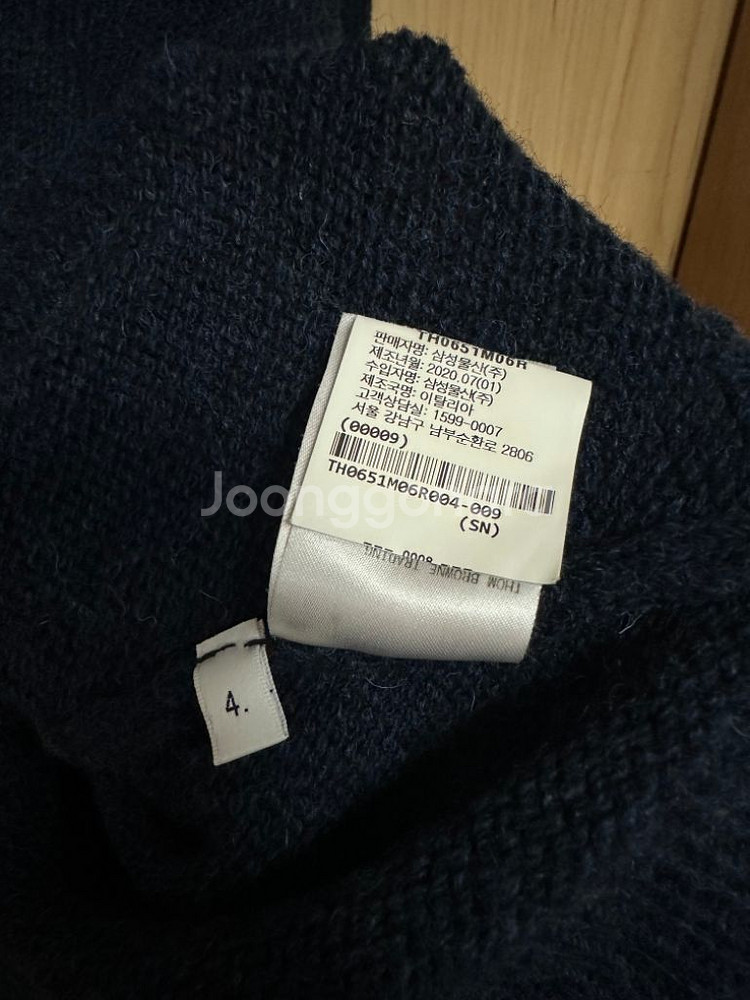 TH0651M06R
판매자명: 삼성물산(주)
제조년월: 2020.07(01)
수입자명: 삼성물산(주)
제조국명: 이탈리아
고객상담실: 1599-0007
서울 강남구 남부순환로 2806
(00009)
TH0651M06R004-009
(SN)
THOM BROWNE TRADING
4.